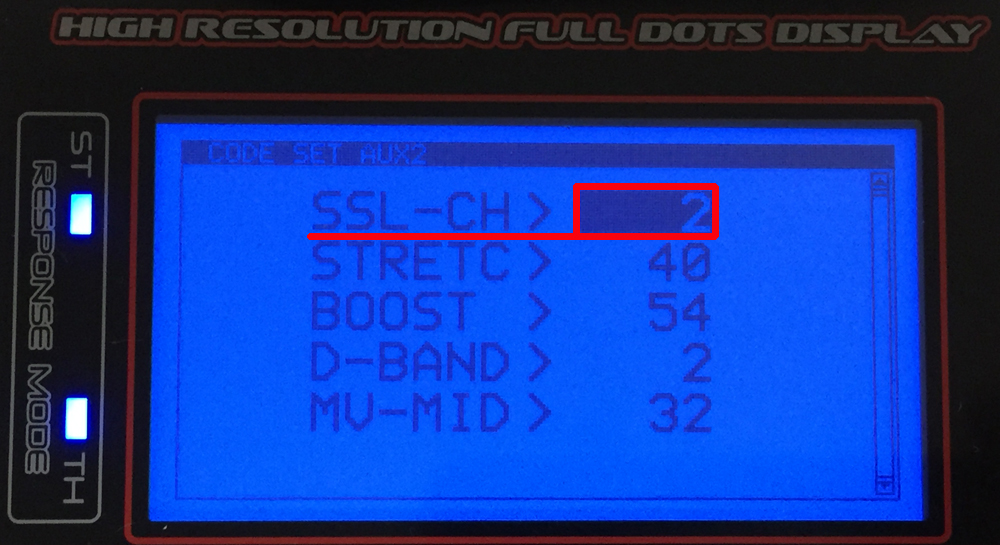 HIGH RESOLUTION FULL DOTS DISPLAY
ST
RESPONSE MODE
TH
CODE SET AUX2
SSL-CH > 2
STRETC > 40
BOOST > 54
D-BAND > 2
MV-MID > 32